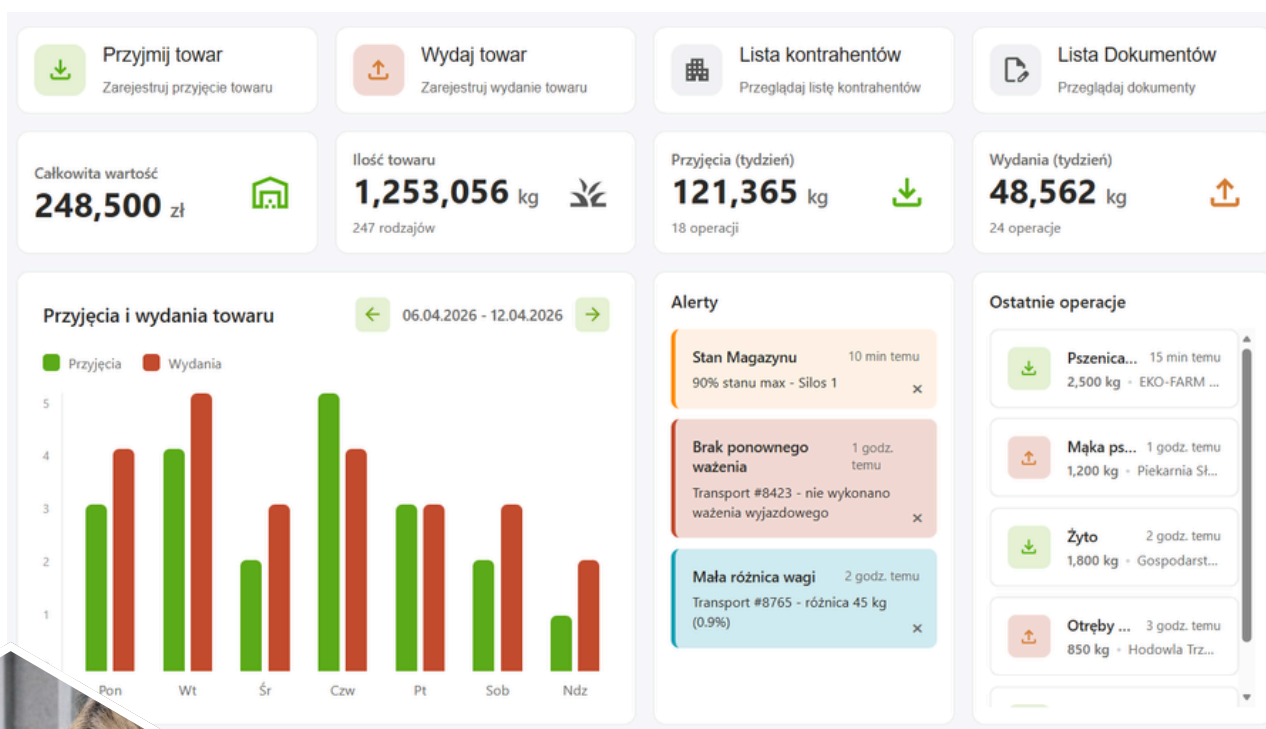 Przyjmij towar
Zarejestruj przyjęcie towaru
Wydaj towar
Zarejestruj wydanie towaru
Lista kontrahentów
Przeglądaj listę kontrahentów
Lista Dokumentów
Przeglądaj dokumenty
Całkowita wartość
248,500 zł
Ilość towaru
1,253,056 kg
247 rodzajów
Przyjęcia (tydzień)
121,365 kg
18 operacji
Wydania (tydzień)
48,562 kg
24 operacje
Przyjęcia i wydania towaru
06.04.2026 - 12.04.2026
Przyjęcia
Wydania
5
4
3
2
1
Pon
Wt
Śr
Czw
Pt
Sob
Ndz
Alerty
Stan Magazynu
10 min temu
90% stanu max - Silos 1
Brak ponownego
ważenia
1 godz.
temu
Transport #8423 - nie wykonano
ważenia wyjazdowego
Mała różnica wagi
2 godz. temu
Transport #8765 - różnica 45 kg
(0.9%)
Ostatnie operacje
Pszenica... 15 min temu
2,500 kg • EKO-FARM ...
Mąka ps... 1 godz. temu
1,200 kg • Piekarnia Sł...
Żyto 2 godz. temu
1,800 kg • Gospodarst...
Otręby ... 3 godz. temu
850 kg • Hodowla Trz...